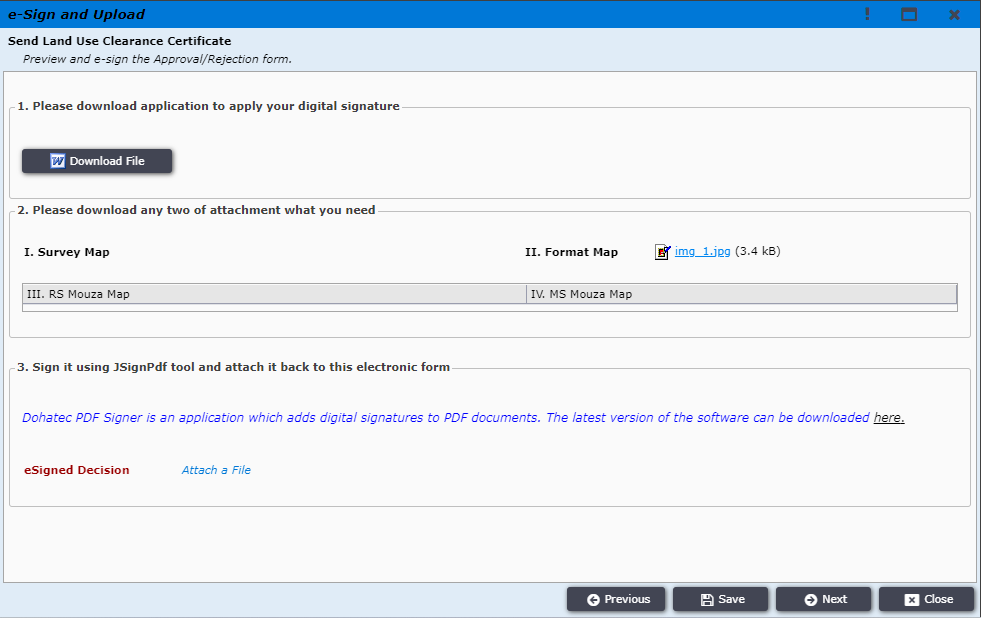 e-Sign and Upload
Send Land Use Clearance Certificate
Preview and e-sign the Approval/Rejection form.
1. Please download application to apply your digital signature
Download File
2. Please download any two of attachment what you need
I. Survey Map
II. Format Map img_1.jpg (3.4 kB)
III. RS Mouza Map
IV. MS Mouza Map
3. Sign it using JSignPdf tool and attach it back to this electronic form
Dohatec PDF Signer is an application which adds digital signatures to PDF documents. The latest version of the software can be downloaded here.
eSigned Decision
Attach a File
Previous
Save
Next
Close